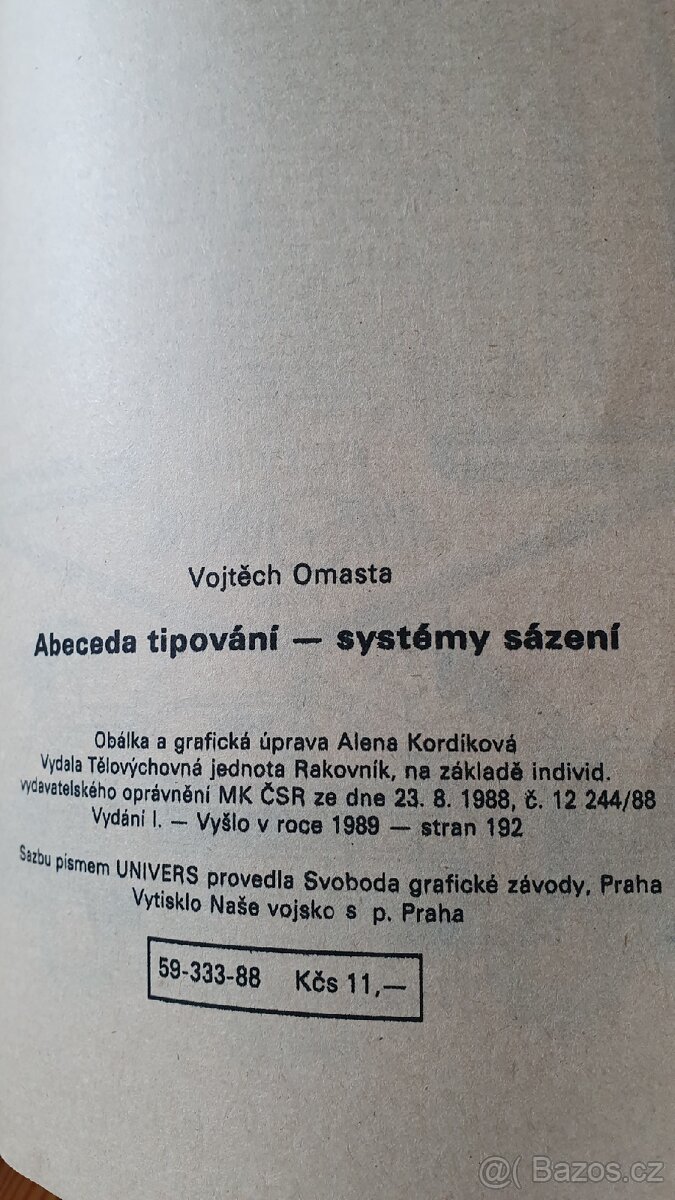 Vojtěch Omasta
Abeceda tipování — systémy sázení
Obálka a grafická úprava Alena Kordíková
Vydala Tělovýchovná jednota Rakovník, na základě individ.
vydavatelského oprávnění MK ČSR ze dne 23. 8. 1988, č. 12 244/88
Vydání I. — Vyšlo v roce 1989 — stran 192
Sazbu písmem UNIVERS provedla Svoboda grafické závody, Praha
Vytisklo Naše vojsko s p. Praha
59-333-88 Kčs 11,—
@( Bazos.cz